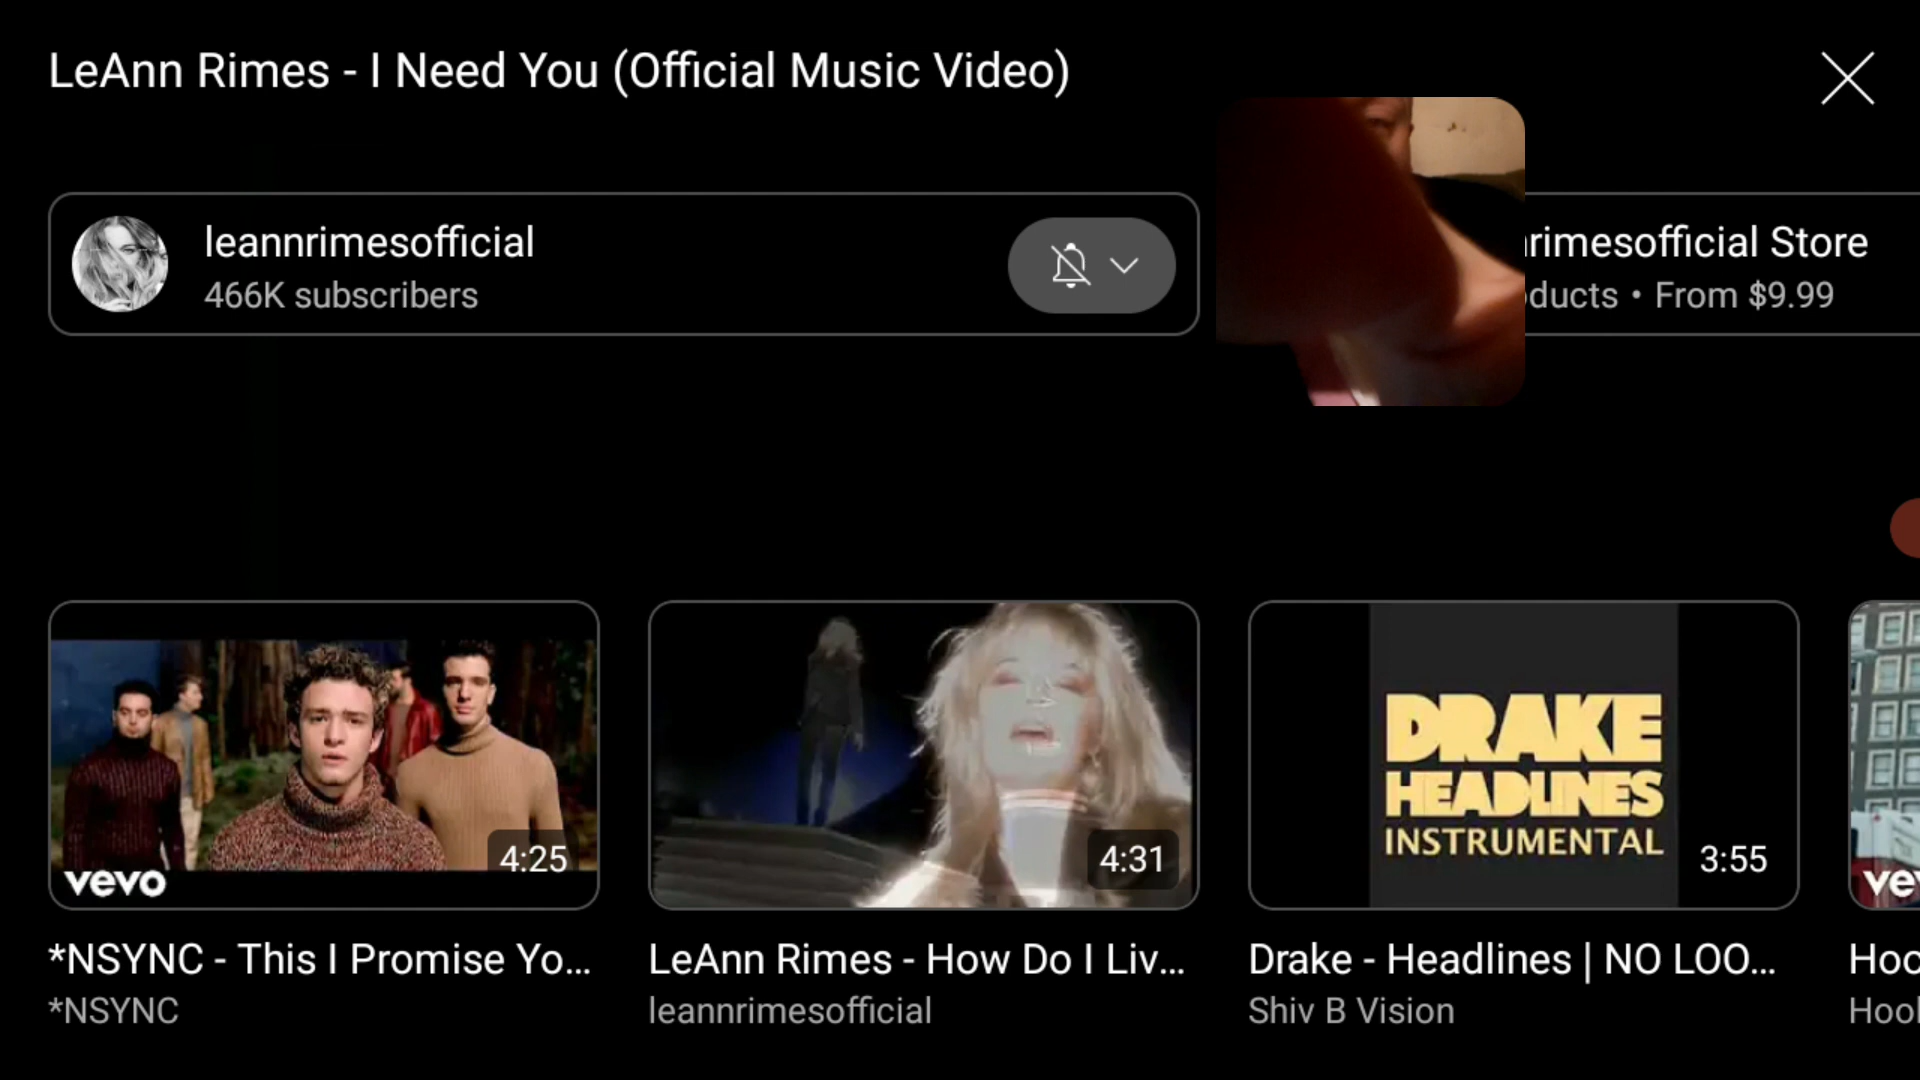 LeAnn Rimes - I Need You (Official Music Video)
leannrimesofficial
466K subscribers
rimesofficial Store
ducts • From $9.99
vevo
4:25
4:31
DRAKE
HEADLINES
INSTRUMENTAL
3:55
*NSYNC - This I Promise Yo...
*NSYNC
LeAnn Rimes - How Do I Liv...
leannrimesofficial
Drake - Headlines | NO LOO...
Shiv B Vision